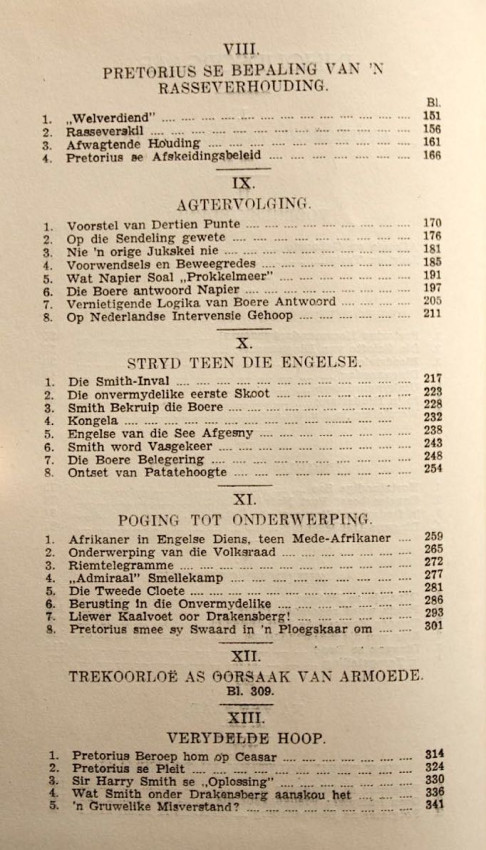 VIII.
PRETORIUS SE BEPALING VAN 'N
RASSEVERHOUDING.
Bl.
1. „Welverdiend" .... 151
2. Rasseverskil .... 156
3. Afwagtende Houding .... 161
4. Pretorius se Afskeidingsbeleid .... 166
IX.
AGTERVOLGING.
1. Voorstel van Dertien Punte .... 170
2. Op die Sendeling gewete .... 176
3. Nie 'n orige Jukskei nie .... 181
4. Voorwendsels en Beweegredes .... 185
5. Wat Napier Soal „Prokkelmeer" .... 191
6. Die Boere antwoord Napier .... 197
7. Vernietigende Logika van Boere Antwoord .... 205
8. Op Nederlandse Intervensie Gehoop .... 211
X.
STRYD TEEN DIE ENGELSE.
1. Die Smith-Inval .... 217
2. Die onvermydelike eerste Skoot .... 223
3. Smith Bekruip die Boere .... 228
4. Kongela .... 232
5. Engelse van die See Afgesny .... 238
6. Smith word Vasgekeer .... 243
7. Die Boere Belegering .... 248
8. Ontset van Patatehoogte .... 254
XI.
POGING TOT ONDERWERPING.
1. Afrikaner in Engelse Diens, teen Mede-Afrikaner .... 259
2. Onderwerping van die Volksraad .... 265
3. Riemtelegramme .... 272
4. „Admiraal" Smellekamp .... 277
5. Die Tweede Cloete .... 281
6. Berusting in die Onvermydelike .... 286
7. Liewer Kaalvoet oor Drakensberg! .... 293
8. Pretorius smee sy Swaard in 'n Ploegskaar om .... 301
XII.
TREKOORLOË AS OORSAAK VAN ARMOEDE.
Bl. 309.
XIII.
VERYDELDE HOOP.
1. Pretorius Beroep hom op Ceasar .... 314
2. Pretorius se Pleit .... 324
3. Sir Harry Smith se „Oplossing" .... 330
4. Wat Smith onder Drakensberg aanskou het .... 336
5. 'n Gruwelike Misverstand? .... 341